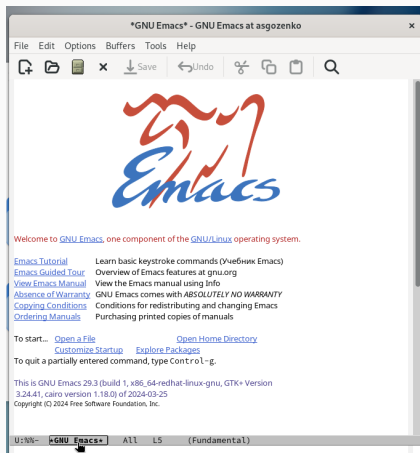 *GNU Emacs* - GNU Emacs at asgozenko ×
File Edit Options Buffers Tools Help
Save Undo
Emacs
Welcome to GNU Emacs, one component of the GNU/Linux operating system.
Emacs Tutorial Learn basic keystroke commands (Учебник Emacs)
Emacs Guided Tour Overview of Emacs features at gnu.org
View Emacs Manual View the Emacs manual using Info
Absence of Warranty GNU Emacs comes with ABSOLUTELY NO WARRANTY
Copying Conditions Conditions for redistributing and changing Emacs
Ordering Manuals Purchasing printed copies of manuals
To start... Open a File Open Home Directory
Customize Startup Explore Packages
To quit a partially entered command, type Control-g.
This is GNU Emacs 29.3 (build 1, x86_64-redhat-linux-gnu, GTK+ Version
3.24.41, cairo version 1.18.0) of 2024-03-25
Copyright (C) 2024 Free Software Foundation, Inc.
U:%%- *GNU Emacs* All L5 (Fundamental)